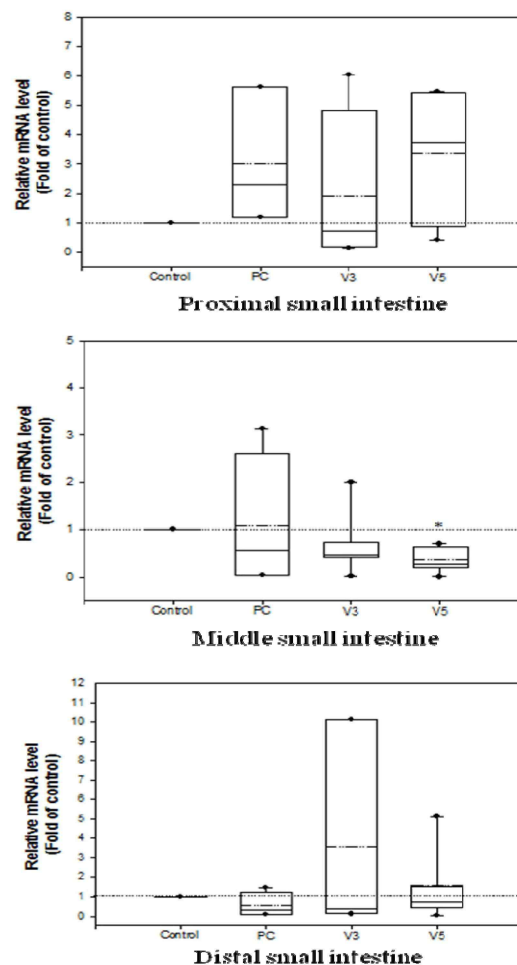 8
7
6
5
4
3
2
1
0
Relative mRNA level
(Fold of control)
Control PC V3 V5
Proximal small intestine
5
4
3
2
1
0
Relative mRNA level
(Fold of control)
*
Control PC V3 V5
Middle small intestine
12
11
10
9
8
7
6
5
4
3
2
1
0
Relative mRNA level
(Fold of control)
Control PC V3 V5
Distal small intestine